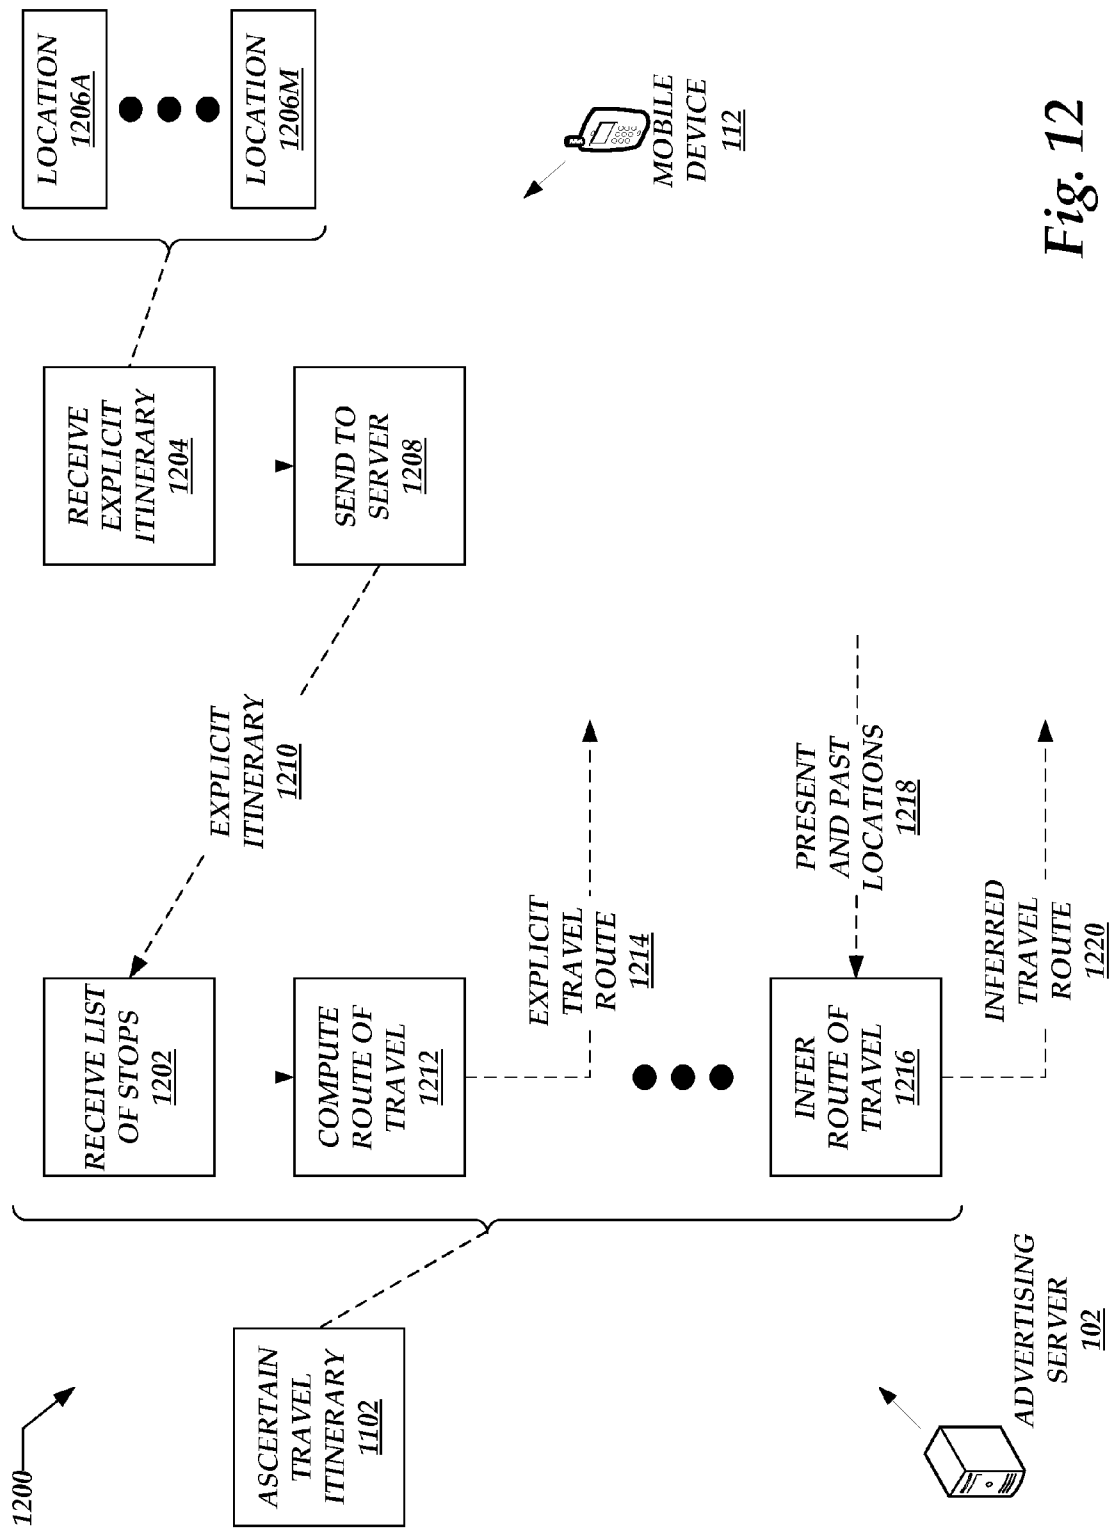 1200
ASCERTAIN
TRAVEL
ITINERARY
1102
RECEIVE LIST
OF STOPS
1202
EXPLICIT
ITINERARY
1210
RECEIVE
EXPLICIT
ITINERARY
1204
LOCATION
1206A
LOCATION
1206M
COMPUTE
ROUTE OF
TRAVEL
1212
SEND TO
SERVER
1208
EXPLICIT
TRAVEL
ROUTE
1214
MOBILE
DEVICE
112
INFER
ROUTE OF
TRAVEL
1216
PRESENT
AND PAST
LOCATIONS
1218
INFERRED
TRAVEL
ROUTE
1220
ADVERTISING
SERVER
102
Fig. 12